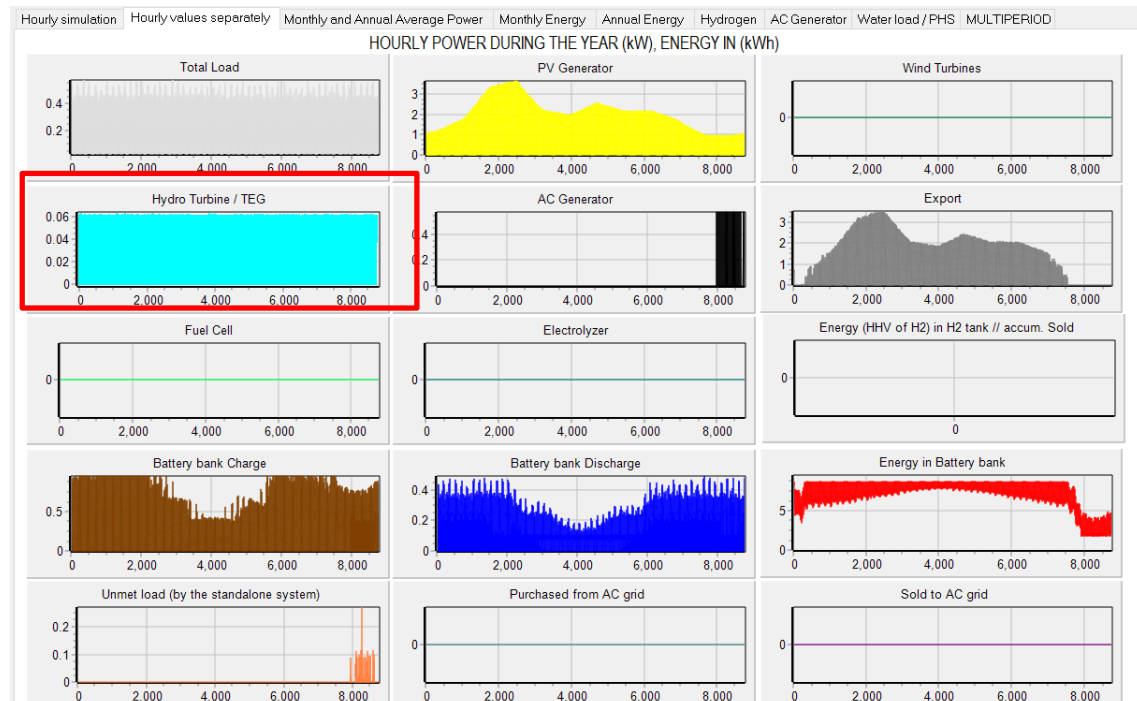 Hourly simulation Hourly values separately Monthly and Annual Average Power Monthly Energy Annual Energy Hydrogen AC Generator Water load / PHS MULTIPERIOD
HOURLY POWER DURING THE YEAR (kW), ENERGY IN (kWh)
Total Load
0.4
0.2
0 2,000 4,000 6,000 8,000
PV Generator
3
2
1
0
0 2,000 4,000 6,000 8,000
Wind Turbines
0
0 2,000 4,000 6,000 8,000
Hydro Turbine / TEG
0.06
0.04
0.02
0
0 2,000 4,000 6,000 8,000
AC Generator
0
0 2,000 4,000 6,000 8,000
Export
3
2
1
0
0 2,000 4,000 6,000 8,000
Fuel Cell
0
0 2,000 4,000 6,000 8,000
Electrolyzer
0
0 2,000 4,000 6,000 8,000
Energy (HHV of H2) in H2 tank // accum. Sold
0
0
Battery bank Charge
0.5
0
0 2,000 4,000 6,000 8,000
Battery bank Discharge
0.4
0.2
0
0 2,000 4,000 6,000 8,000
Energy in Battery bank
5
0
0 2,000 4,000 6,000 8,000
Unmet load (by the standalone system)
0.2
0.1
0
0 2,000 4,000 6,000 8,000
Purchased from AC grid
0
0 2,000 4,000 6,000 8,000
Sold to AC grid
0
0 2,000 4,000 6,000 8,000